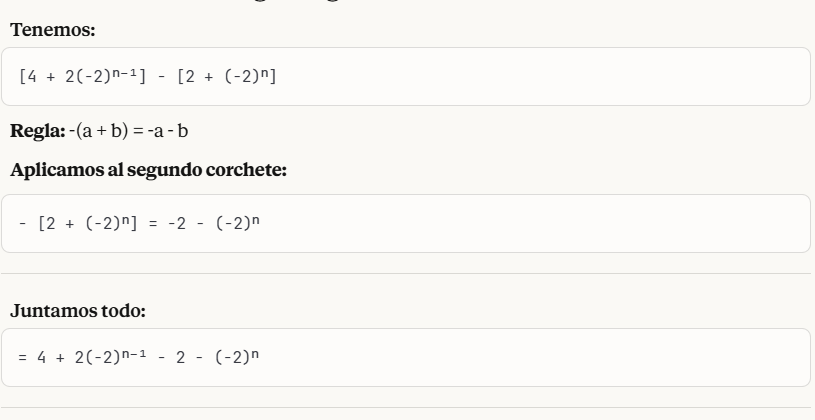 Tenemos:
[4 + 2(-2)ⁿ⁻¹] - [2 + (-2)ⁿ]
Regla: -(a + b) = -a - b
Aplicamos al segundo corchete:
- [2 + (-2)ⁿ] = -2 - (-2)ⁿ
Juntamos todo:
= 4 + 2(-2)ⁿ⁻¹ - 2 - (-2)ⁿ